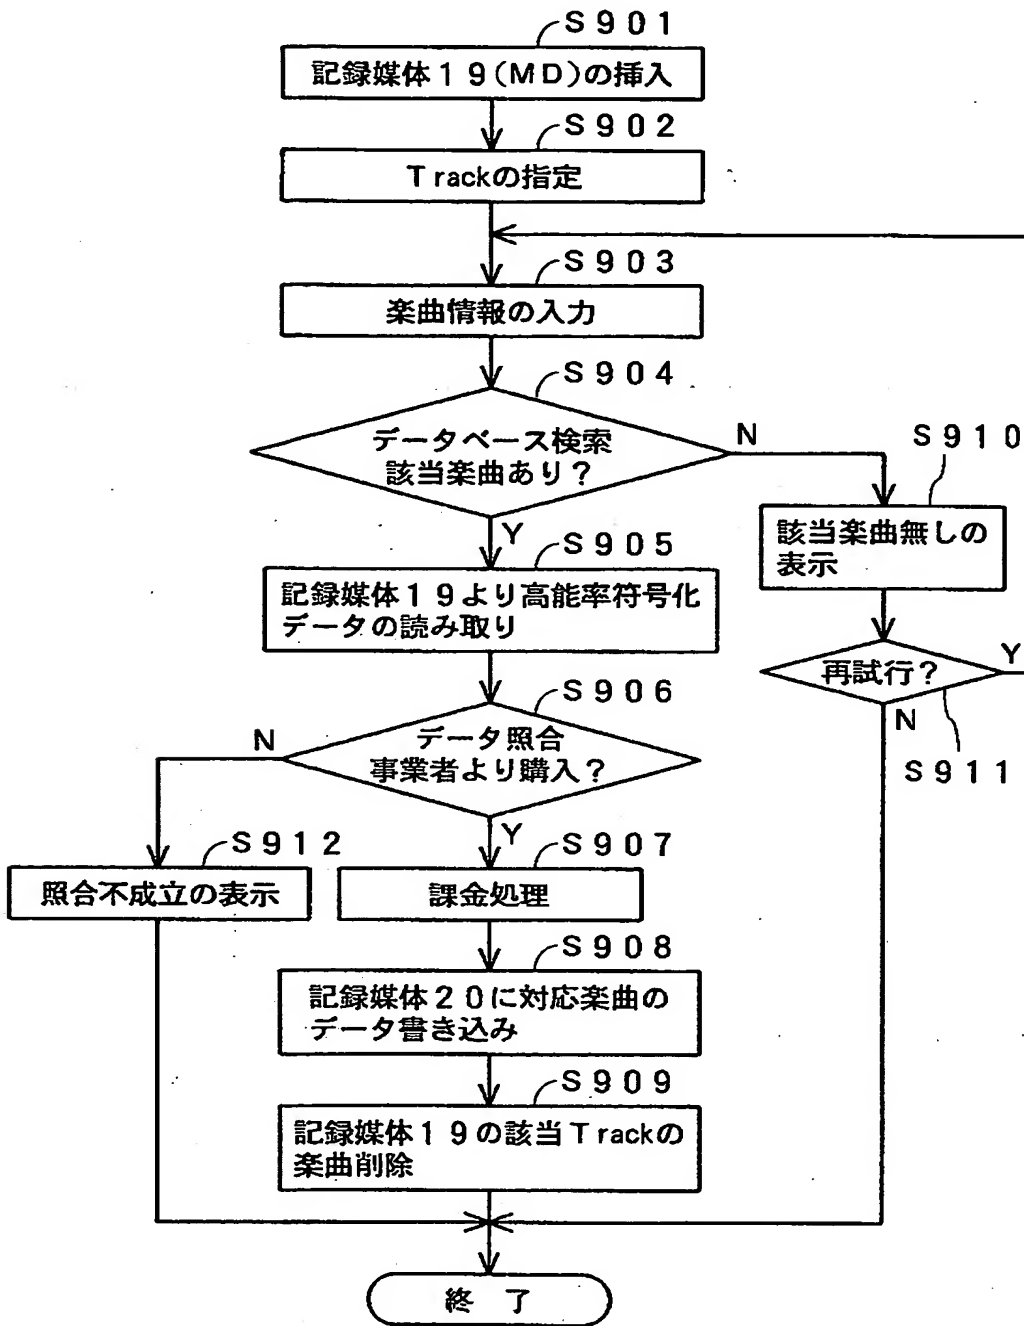 S901
記録媒体19(MD)の挿入
S902
Trackの指定
S903
楽曲情報の入力
S904
データベース検索
該当楽曲あり?
N
Y
S910
該当楽曲無しの
表示
S905
記録媒体19より高能率符号化
データの読み取り
再試行?
Y
N
S911
S906
データ照合
事業者より購入?
N
Y
S912
照合不成立の表示
S907
課金処理
S908
記録媒体20に対応楽曲の
データ書き込み
S909
記録媒体19の該当Trackの
楽曲削除
終 了